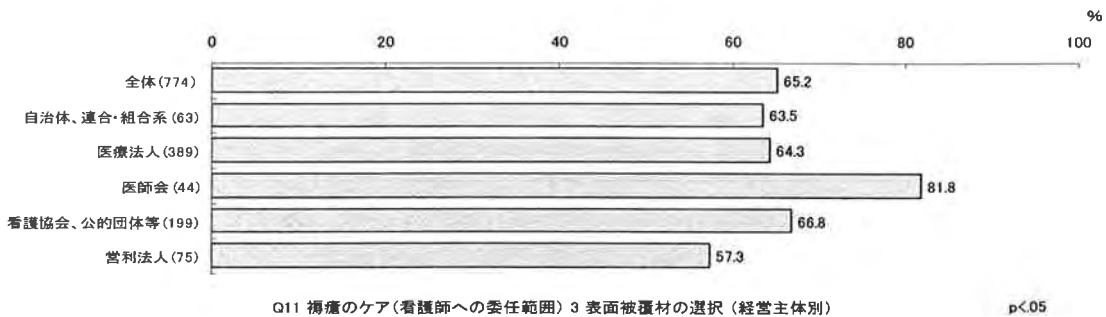 %
0 20 40 60 80 100
全体(774) 65.2
自治体、連合・組合系(63) 63.5
医療法人(389) 64.3
医師会(44) 81.8
看護協会、公的団体等(199) 66.8
営利法人(75) 57.3
Q11 褥瘡のケア(看護師への委任範囲) 3 表面被覆材の選択 (経営主体別) p<.05